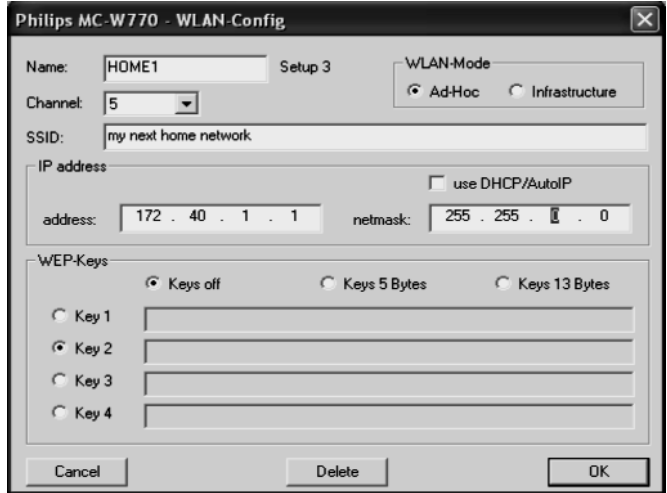 Philips MC-W770 - WLAN-Config
Name: HOME1 Setup 3
WLAN-Mode
Ad-Hoc Infrastructure
Channel: 5
SSID: my next home network
IP address
use DHCP/AutoIP
address: 172 . 40 . 1 . 1 netmask: 255 . 255 . 0 . 0
WEP-Keys
Keys off Keys 5 Bytes Keys 13 Bytes
Key 1
Key 2
Key 3
Key 4
Cancel Delete OK